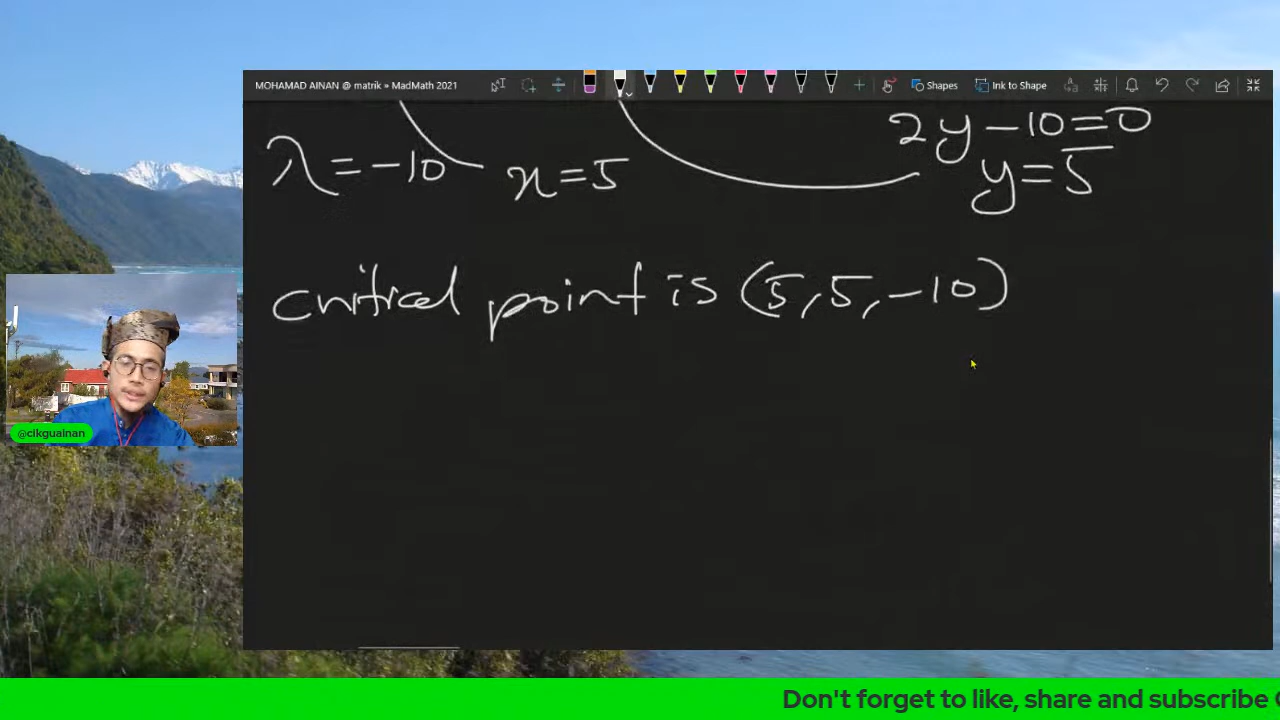 MOHAMAD AINAN @ matrik » MadMath 2021
Shapes
Ink to Shape
2y-10=0
λ=-10
x=5
y=5
critical point is (5,5,-10)
@cikguainan
Don't forget to like, share and subscribe